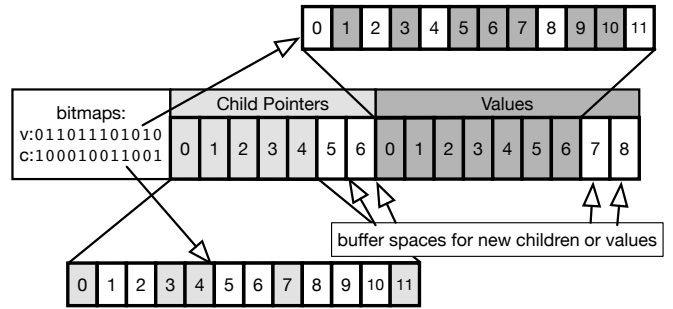 0 1 2 3 4 5 6 7 8 9 10 11
bitmaps:
v:011011101010
c:100010011001
Child Pointers
Values
0 1 2 3 4 5 6 0 1 2 3 4 5 6 7 8
buffer spaces for new children or values
0 1 2 3 4 5 6 7 8 9 10 11